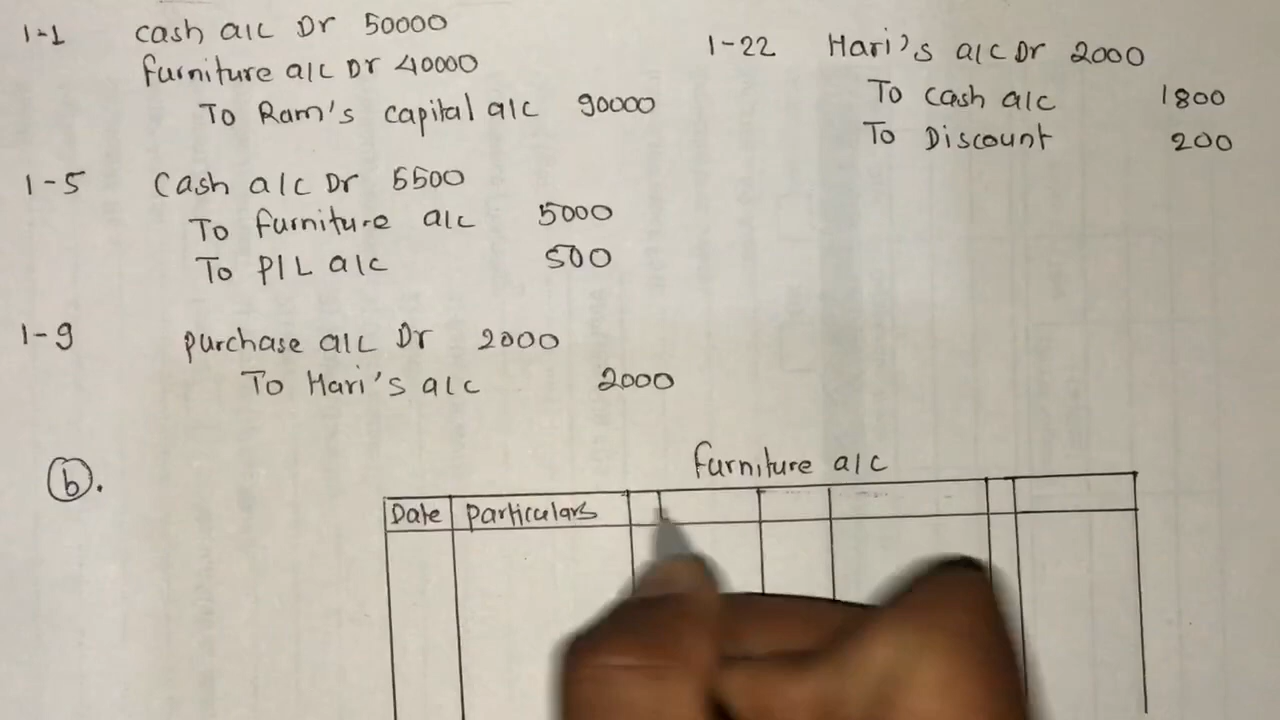 1-1 cash a/c Dr 50000
furniture a/c Dr 40000
To Ram's capital a/c 90000
1-5 Cash a/c Dr 5500
To furniture a/c 5000
To P/L a/c 500
1-9 purchase a/c Dr 2000
To Hari's a/c 2000
1-22 Hari's a/c Dr 2000
To cash a/c 1800
To Discount 200
b.
furniture a/c
Date particulars